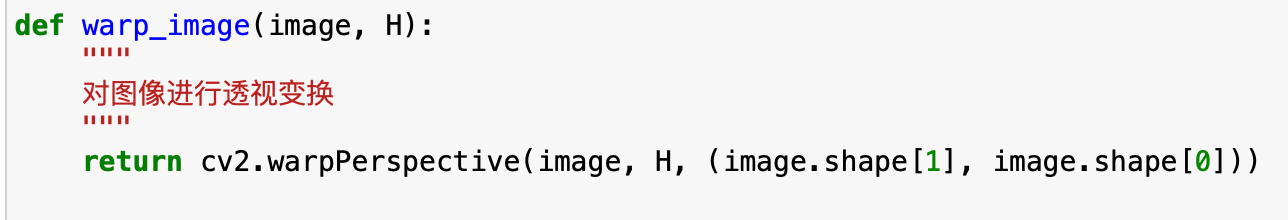 def warp_image(image, H):
    """
    对图像进行透视变换
    """
    return cv2.warpPerspective(image, H, (image.shape[1], image.shape[0]))